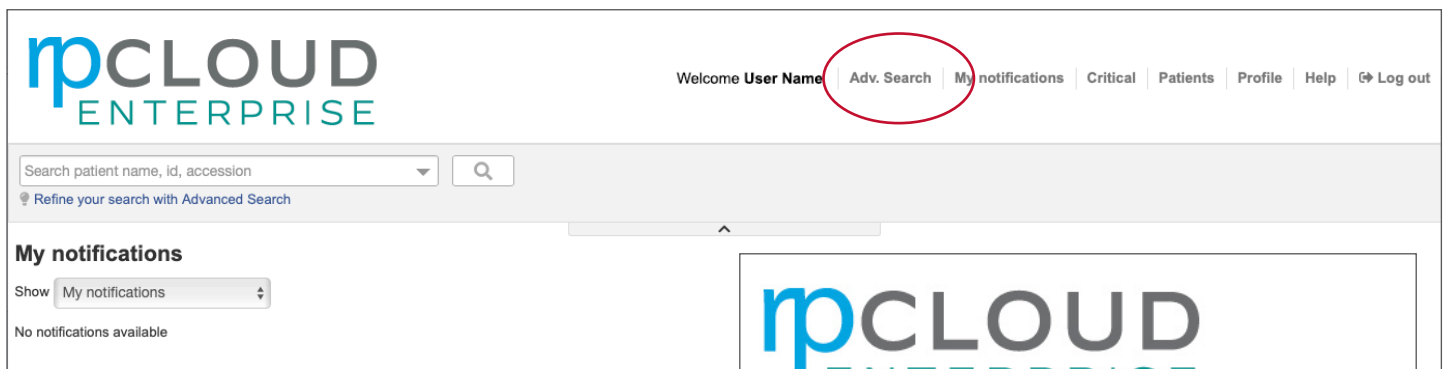 rpCLOUD
ENTERPRISE
Welcome User Name Adv. Search My notifications Critical Patients Profile Help Log out
Search patient name, id, accession
Refine your search with Advanced Search
My notifications
Show My notifications
No notifications available
rpCLOUD
ENTERPRISE